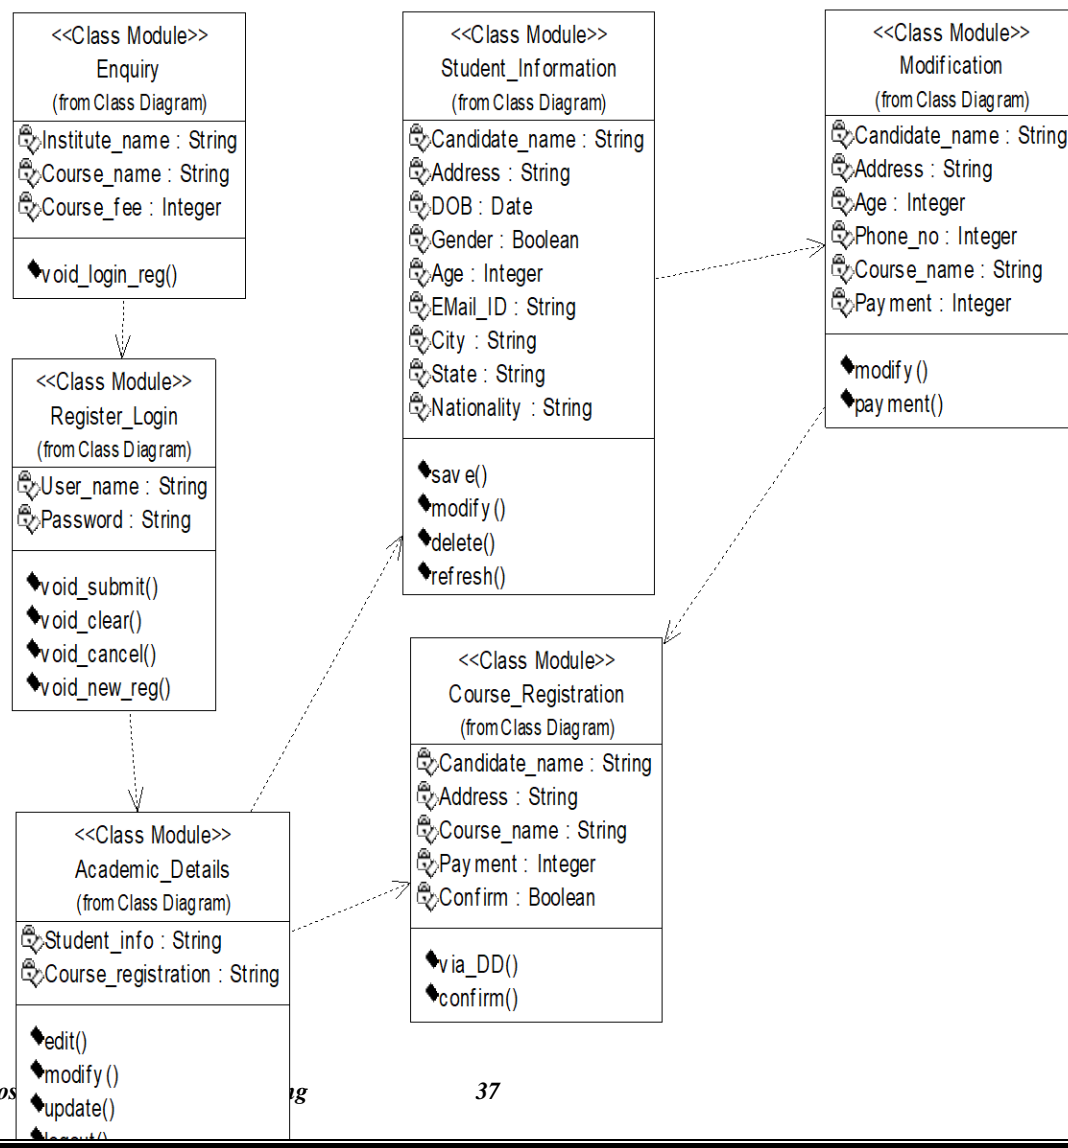 <<Class Module>>
Enquiry
(from Class Diagram)
Institute_name : String
Course_name : String
Course_fee : Integer
void_login_reg()
<<Class Module>>
Register_Login
(from Class Diagram)
User_name : String
Password : String
void_submit()
void_clear()
void_cancel()
void_new_reg()
<<Class Module>>
Academic_Details
(from Class Diagram)
Student_info : String
Course_registration : String
edit()
modify()
update()
<<Class Module>>
Student_Information
(from Class Diagram)
Candidate_name : String
Address : String
DOB : Date
Gender : Boolean
Age : Integer
EMail_ID : String
City : String
State : String
Nationality : String
save()
modify()
delete()
refresh()
<<Class Module>>
Course_Registration
(from Class Diagram)
Candidate_name : String
Address : String
Course_name : String
Payment : Integer
Confirm : Boolean
via_DD()
confirm()
<<Class Module>>
Modification
(from Class Diagram)
Candidate_name : String
Address : String
Age : Integer
Phone_no : Integer
Course_name : String
Payment : Integer
modify()
payment()
37